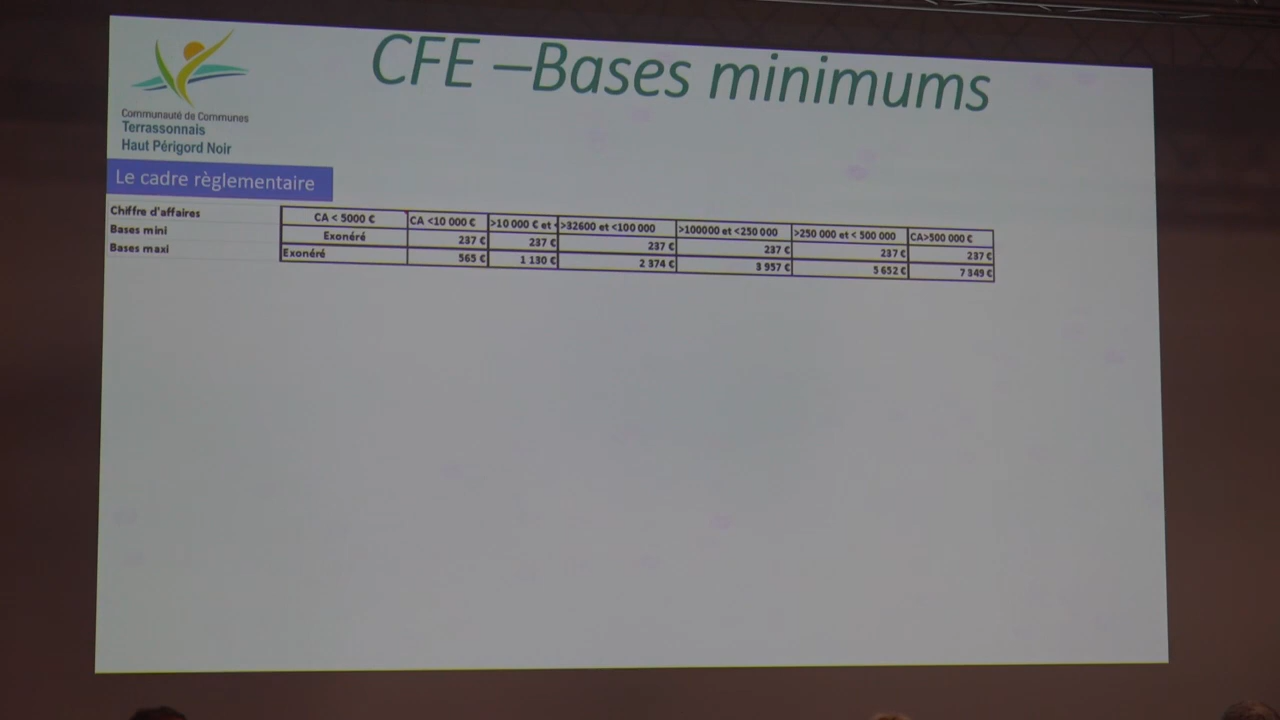 CFE –Bases minimums
Communauté de Communes
Terrassonnais
Haut Périgord Noir
Le cadre règlementaire
Chiffre d'affaires CA < 5000 € CA <10 000 € >10 000 € et < >32600 et <100 000 >100000 et <250 000 >250 000 et < 500 000 CA>500 000 €
Bases mini Exonéré 237 € 237 € 237 € 237 € 237 € 237 €
Bases maxi Exonéré 565 € 1 130 € 2 374 € 3 957 € 5 652 € 7 349 €